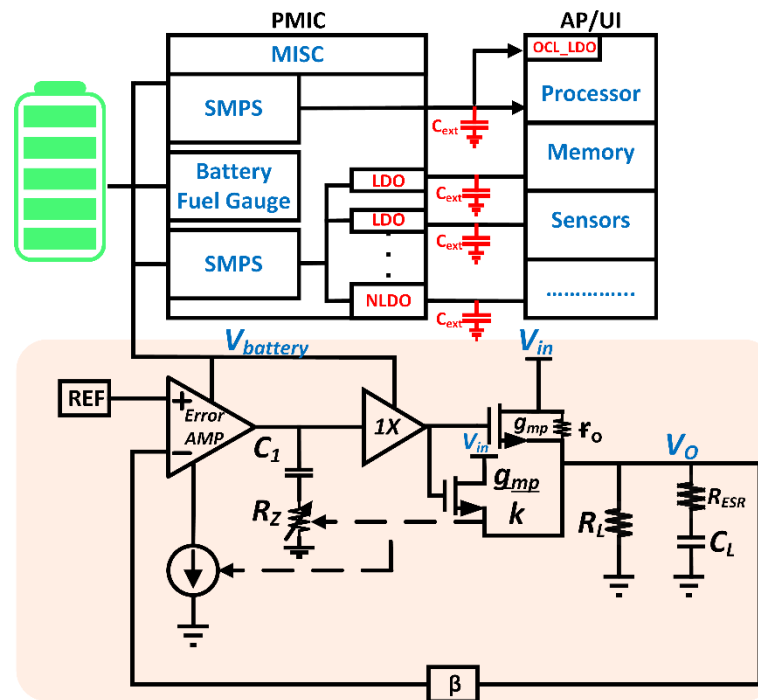 PMIC
AP/UI
MISC
OCL_LDO
SMPS
Processor
Cext
Battery
Fuel Gauge
LDO
Memory
Cext
LDO
Sensors
Cext
SMPS
NLDO
…………....
Cext
Vbattery
Vin
REF
+
Error
AMP
−
1X
gmp
ro
Vin
VO
C1
gmp
k
RZ
RL
RESR
CL
β